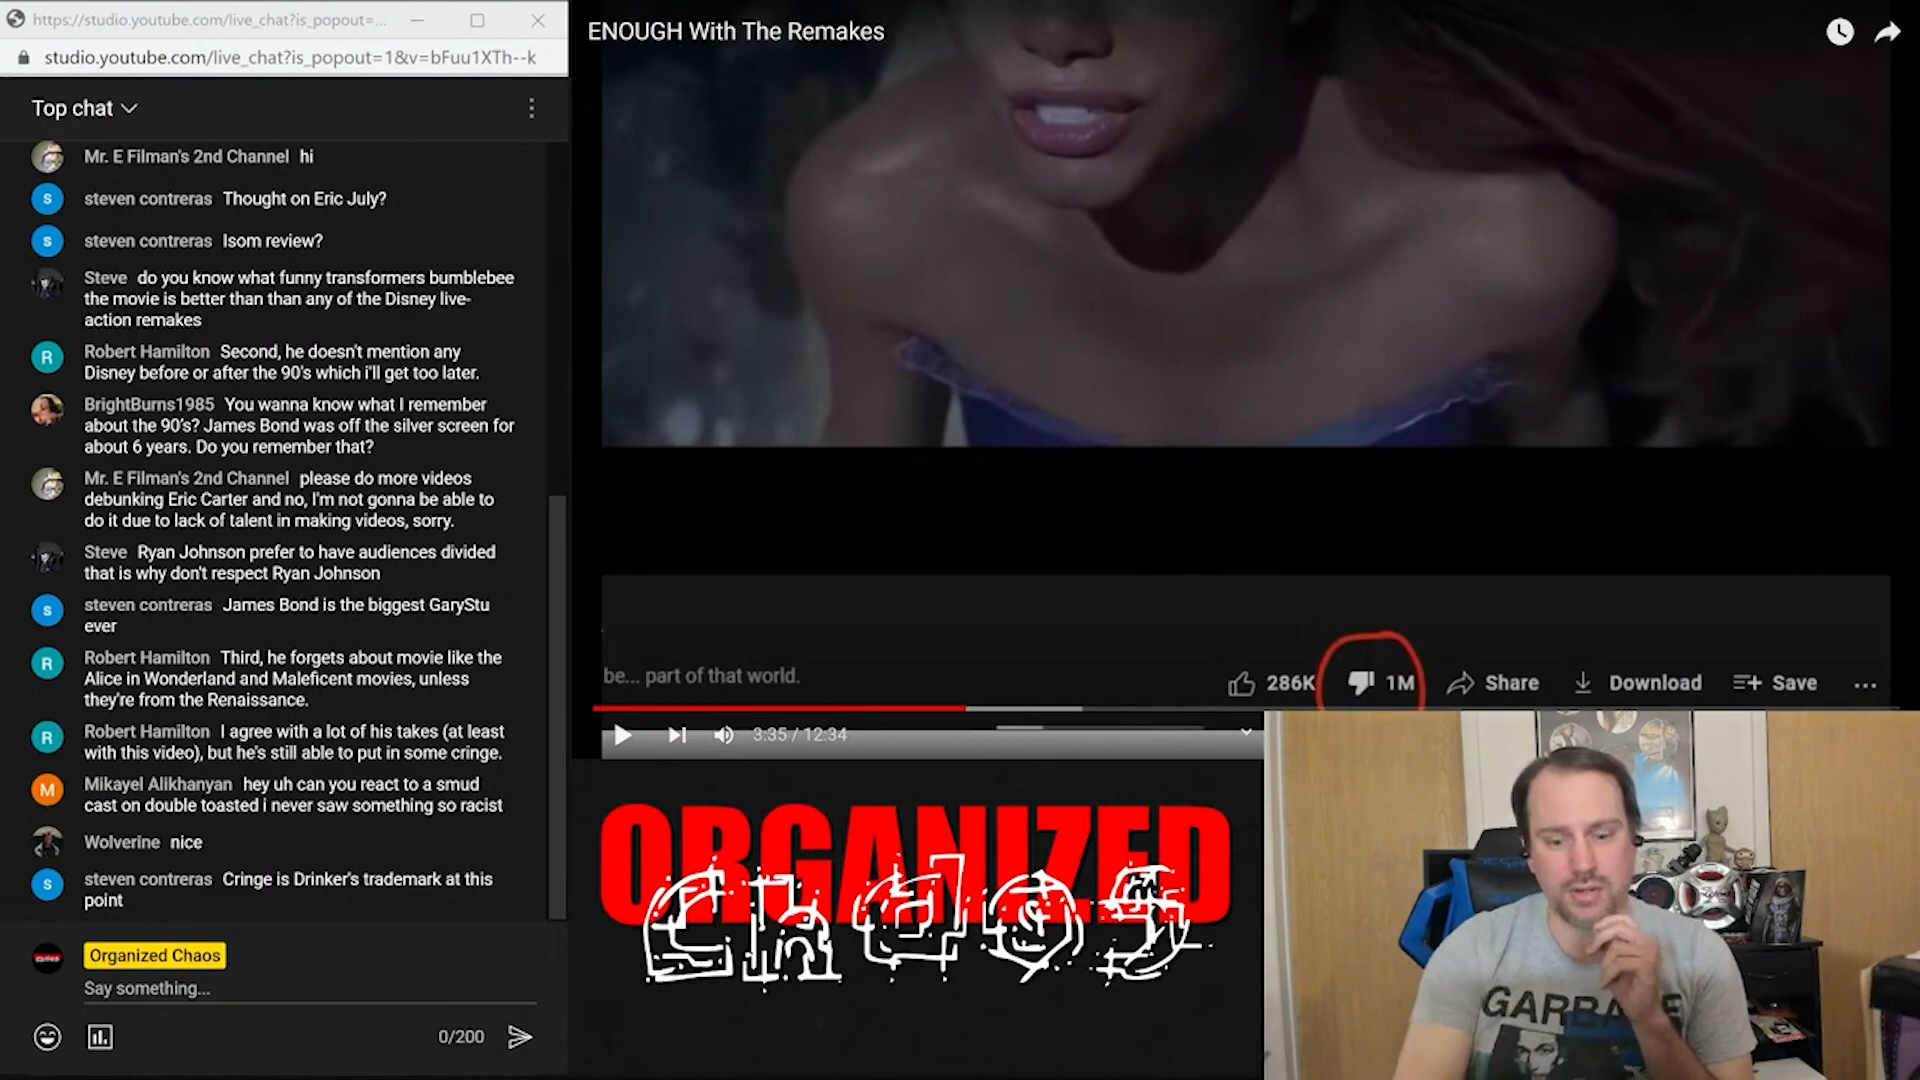 https://studio.youtube.com/live_chat?is_popout=...
studio.youtube.com/live_chat?is_popout=1&v=bFuu1XTh--k
Top chat
Mr. E Filman's 2nd Channel hi
steven contreras Thought on Eric July?
steven contreras Isom review?
Steve do you know what funny transformers bumblebee
the movie is better than than any of the Disney live-
action remakes
Robert Hamilton Second, he doesn't mention any
Disney before or after the 90's which i'll get too later.
BrightBurns1985 You wanna know what I remember
about the 90's? James Bond was off the silver screen for
about 6 years. Do you remember that?
Mr. E Filman's 2nd Channel please do more videos
debunking Eric Carter and no, I'm not gonna be able to
do it due to lack of talent in making videos, sorry.
Steve Ryan Johnson prefer to have audiences divided
that is why don't respect Ryan Johnson
steven contreras James Bond is the biggest GaryStu
ever
Robert Hamilton Third, he forgets about movie like the
Alice in Wonderland and Maleficent movies, unless
they're from the Renaissance.
Robert Hamilton I agree with a lot of his takes (at least
with this video), but he's still able to put in some cringe.
Mikayel Alikhanyan hey uh can you react to a smud
cast on double toasted i never saw something so racist
Wolverine nice
steven contreras Cringe is Drinker's trademark at this
point
Organized Chaos
Say something...
0/200
ENOUGH With The Remakes
be... part of that world.
286K
1M
Share
Download
Save
3:35 / 12:34
ORGANIZED
Chaos
GARBAGE